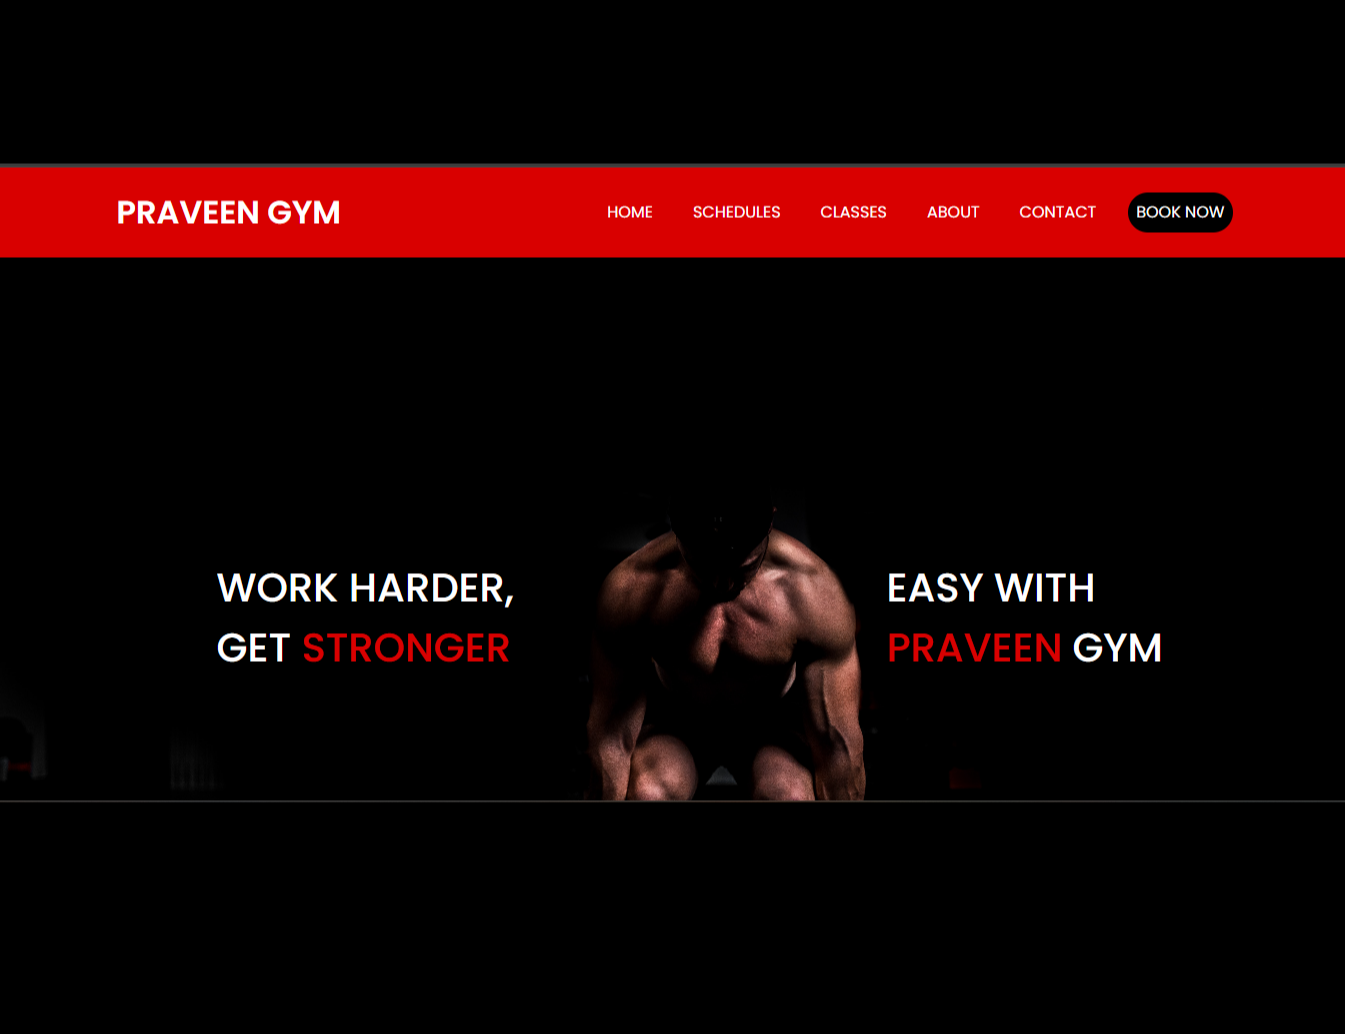 PRAVEEN GYM
HOME SCHEDULES CLASSES ABOUT CONTACT BOOK NOW
WORK HARDER,
GET STRONGER
EASY WITH
PRAVEEN GYM